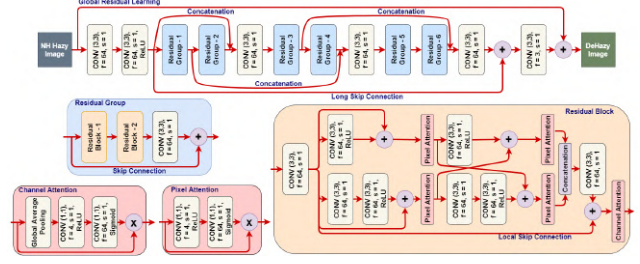 Global Residual Learning
Concatenation
Concatenation
NH Hazy
Image
CONV (3,3),
f = 64, s = 1
CONV (3,3),
f = 64, s = 1,
ReLU
Residual
Group - 1
Residual
Group - 2
CONV (3,3),
f = 64, s = 1
Residual
Group - 3
Residual
Group - 4
CONV (3,3),
f = 64, s = 1
Residual
Group - 5
Residual
Group - 6
CONV (3,3),
f = 64, s = 1
+
CONV (3,3),
f = 3, s = 1
+
DeHazy
Image
Concatenation
Long Skip Connection
Residual Group
Residual
Block - 1
Residual
Block - 2
CONV (3,3),
f = 64, s = 1
+
Skip Connection
Channel Attention
Global Average
Pooling
CONV (1,1),
f = 4, s = 1,
ReLU
CONV (1,1),
f = 64, s = 1,
Sigmoid
X
Pixel Attention
CONV (1,1),
f = 4, s = 1,
ReLU
CONV (1,1),
f = 64, s = 1,
Sigmoid
X
Residual Block
CONV (3,3),
f = 64, s = 1
CONV (3,3),
f = 64, s = 1,
ReLU
+
Pixel Attention
CONV (3,3),
f = 64, s = 1,
ReLU
+
Pixel Attention
CONV (3,3),
f = 64, s = 1,
ReLU
CONV (3,3),
f = 64, s = 1,
ReLU
+
Pixel Attention
CONV (3,3),
f = 64, s = 1,
ReLU
CONV (3,3),
f = 64, s = 1,
ReLU
+
Pixel Attention
Concatenation
CONV (3,3),
f = 64, s = 1
+
Channel Attention
Local Skip Connection